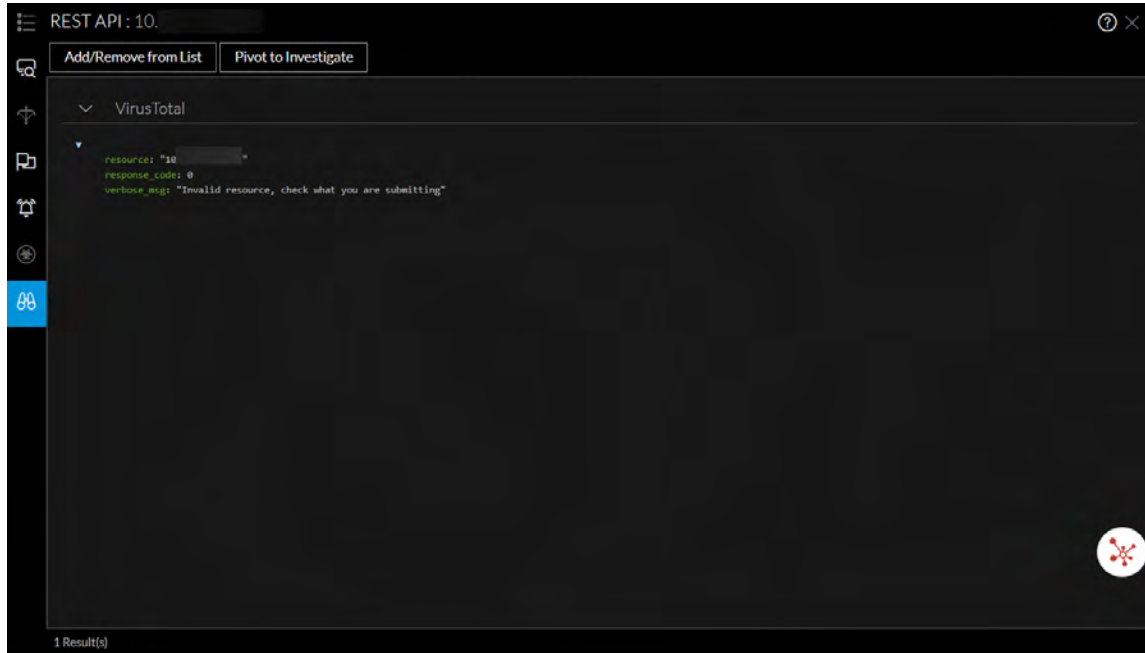 REST API : 10.
Add/Remove from List Pivot to Investigate
VirusTotal
resource: "10 "
response_code: 0
verbose_msg: "Invalid resource, check what you are submitting"
1 Result(s)